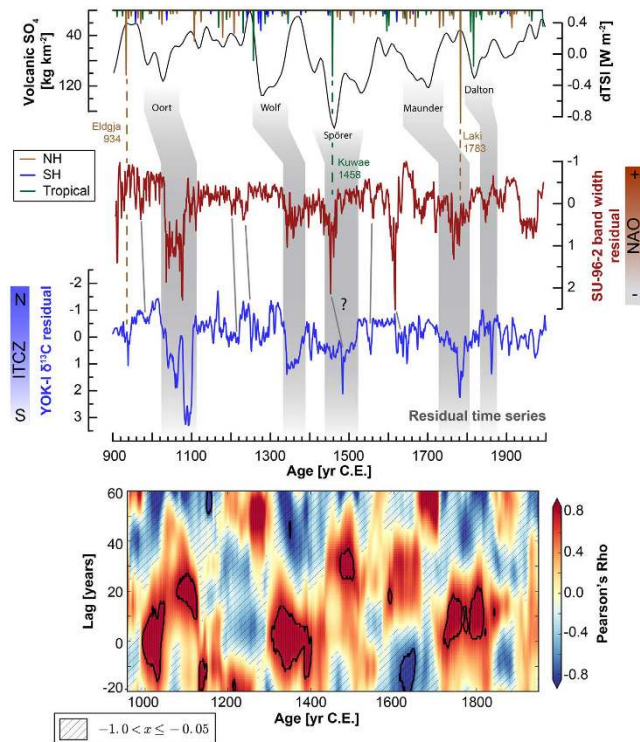 Volcanic SO4
[kg km-2]
40
120
0.4
0.0
-0.4
-0.8
dTSI [W m-2]
Oort
Wolf
Spörer
Maunder
Dalton
Eldgja
934
Kuwae
1458
Laki
1783
NH
SH
Tropical
-1
0
1
2
SU-96-2 band width
residual
+
NAO
-
N
ITCZ
S
YOK-I δ13C residual
-2
-1
0
1
2
3
?
Residual time series
900 1100 1300 1500 1700 1900
Age [yr C.E.]
60
40
20
0
-20
Lag [years]
1000 1200 1400 1600 1800
Age [yr C.E.]
0.8
0.4
0.0
-0.4
-0.8
Pearson's Rho
-1.0 < x ≤ -0.05